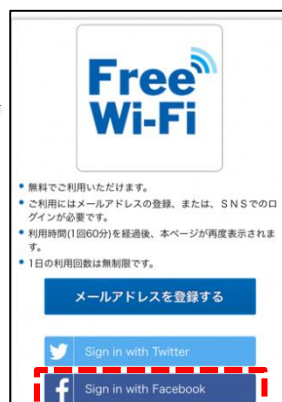 Free
Wi-Fi
無料でご利用いただけます。
ご利用にはメールアドレスの登録、または、SNSでのロ
グインが必要です。
利用時間(1回60分)を経過後、本ページが再度表示されま
す。
1日の利用回数は無制限です。
メールアドレスを登録する
Sign in with Twitter
Sign in with Facebook